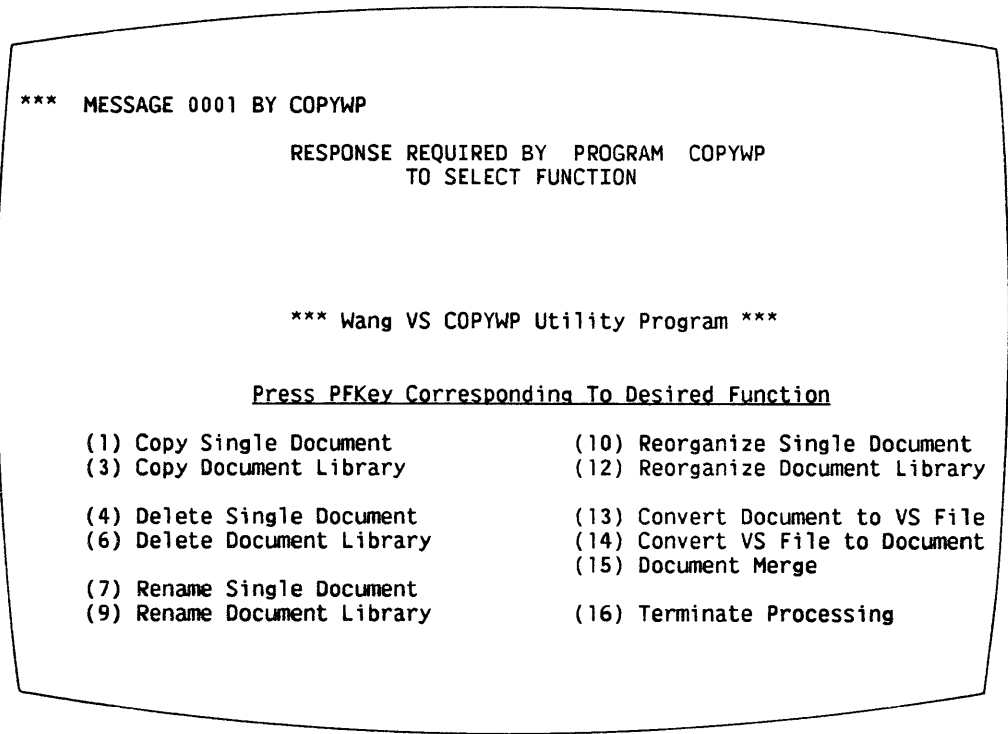 *** MESSAGE 0001 BY COPYWP
RESPONSE REQUIRED BY PROGRAM COPYWP
TO SELECT FUNCTION
*** Wang VS COPYWP Utility Program ***
Press PFKey Corresponding To Desired Function
(1) Copy Single Document
(3) Copy Document Library
(4) Delete Single Document
(6) Delete Document Library
(7) Rename Single Document
(9) Rename Document Library
(10) Reorganize Single Document
(12) Reorganize Document Library
(13) Convert Document to VS File
(14) Convert VS File to Document
(15) Document Merge
(16) Terminate Processing